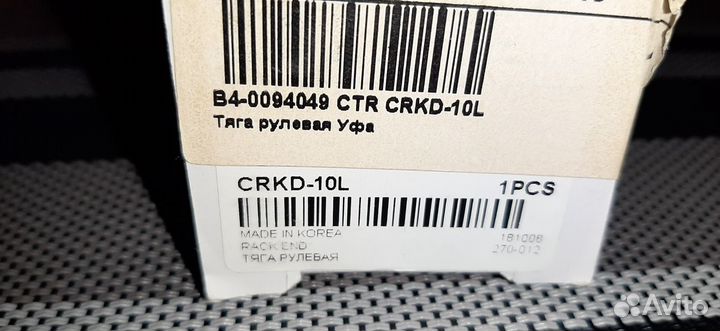 B4-0094049 CTR CRKD-10L
Тяга рулевая Уфа
CRKD-10L 1PCS
MADE IN KOREA 181006
RACK END 270-012
ТЯГА РУЛЕВАЯ
Avito